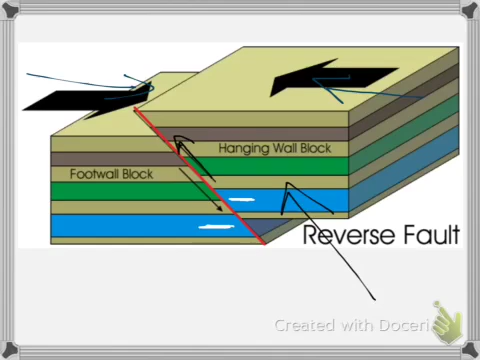 Hanging Wall Block
Footwall Block
Reverse Fault
Created with Doceri